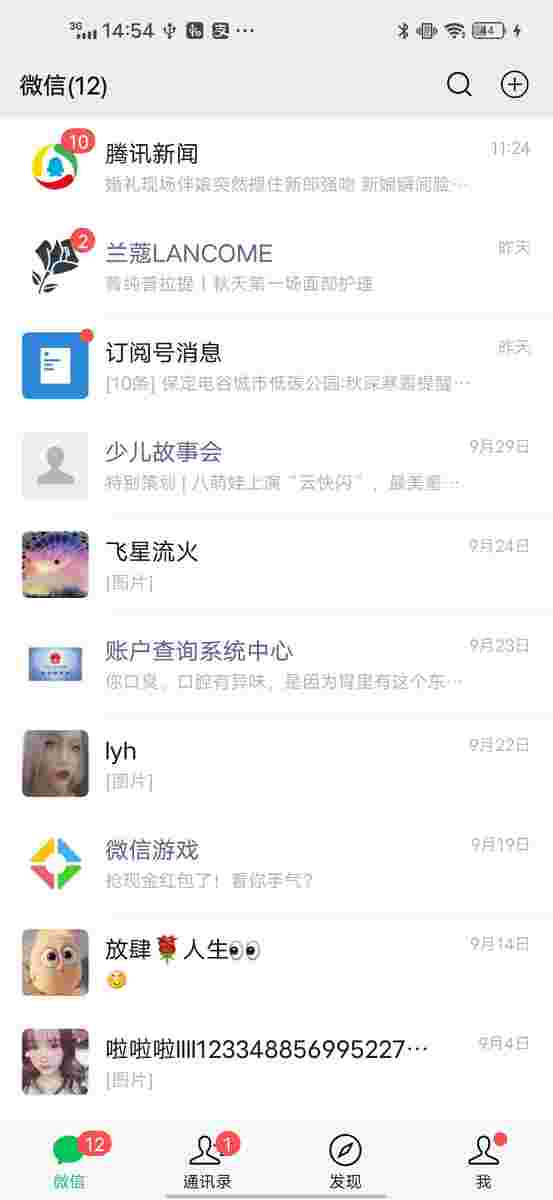 3G 14:54 84
微信(12)
10
腾讯新闻 11:24
婚礼现场伴娘突然搂住新郎强吻 新娘瞬间脸…
2
兰蔻LANCOME 昨天
菁纯普拉提丨秋天第一场面部护理
订阅号消息 昨天
[10条] 保定电谷城市低碳公园:秋深寒露提醒…
少儿故事会 9月29日
特别策划 | 八萌娃上演“云快闪”，最美童…
飞星流火 9月24日
[图片]
账户查询系统中心 9月23日
你口臭、口腔有异味，是因为胃里有这个东…
lyh 9月22日
[图片]
微信游戏 9月19日
抢现金红包了！看你手气？
放肆🌹人生👀 9月14日
😊
啦啦啦llll123348856995227… 9月4日
[图片]
12 1
微信 通讯录 发现 我